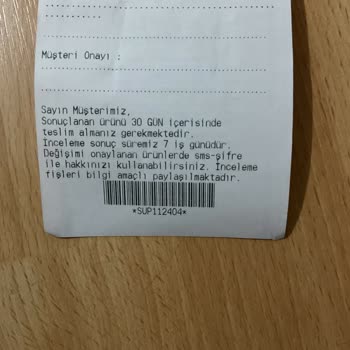 Müşteri Onayı :
Sayın Müşterimiz,
Sonuçlanan ürünü 30 GÜN içerisinde
teslim almanız gerekmektedir.
İnceleme sonuç süremiz 7 iş günüdür.
Değişimi onaylanan ürünlerde sms-şifre
ile hakkınızı kullanabilirsiniz. İnceleme
fişleri bilgi amaçlı paylaşılmaktadır.
*SUP112404*